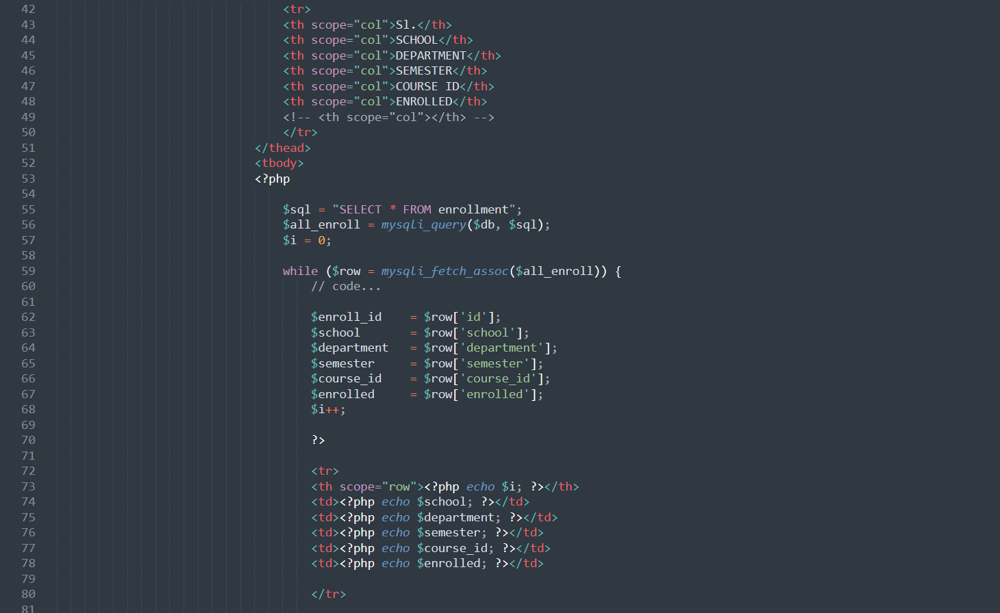 42 <tr>
43 <th scope="col">Sl.</th>
44 <th scope="col">SCHOOL</th>
45 <th scope="col">DEPARTMENT</th>
46 <th scope="col">SEMESTER</th>
47 <th scope="col">COURSE ID</th>
48 <th scope="col">ENROLLED</th>
49 <!-- <th scope="col"></th> -->
50 </tr>
51 </thead>
52 <tbody>
53 <?php
54
55 $sql = "SELECT * FROM enrollment";
56 $all_enroll = mysqli_query($db, $sql);
57 $i = 0;
58
59 while ($row = mysqli_fetch_assoc($all_enroll)) {
60 // code...
61
62 $enroll_id = $row['id'];
63 $school = $row['school'];
64 $department = $row['department'];
65 $semester = $row['semester'];
66 $course_id = $row['course_id'];
67 $enrolled = $row['enrolled'];
68 $i++;
69
70 ?>
71
72 <tr>
73 <th scope="row"><?php echo $i; ?></th>
74 <td><?php echo $school; ?></td>
75 <td><?php echo $department; ?></td>
76 <td><?php echo $semester; ?></td>
77 <td><?php echo $course_id; ?></td>
78 <td><?php echo $enrolled; ?></td>
79
80 </tr>
81